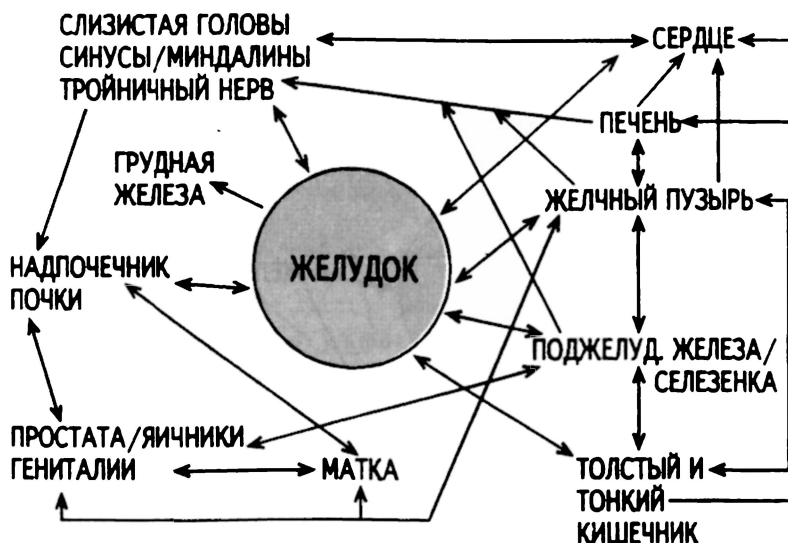 СЛИЗИСТАЯ ГОЛОВЫ
СИНУСЫ/МИНДАЛИНЫ
ТРОЙНИЧНЫЙ НЕРВ
СЕРДЦЕ
ПЕЧЕНЬ
ГРУДНАЯ
ЖЕЛЕЗА
ЖЕЛЧНЫЙ ПУЗЫРЬ
ЖЕЛУДОК
НАДПОЧЕЧНИК
ПОЧКИ
ПОДЖЕЛУД. ЖЕЛЕЗА/
СЕЛЕЗЕНКА
ПРОСТАТА/ЯИЧНИКИ
ГЕНИТАЛИИ
МАТКА
ТОЛСТЫЙ И
ТОНКИЙ
КИШЕЧНИК